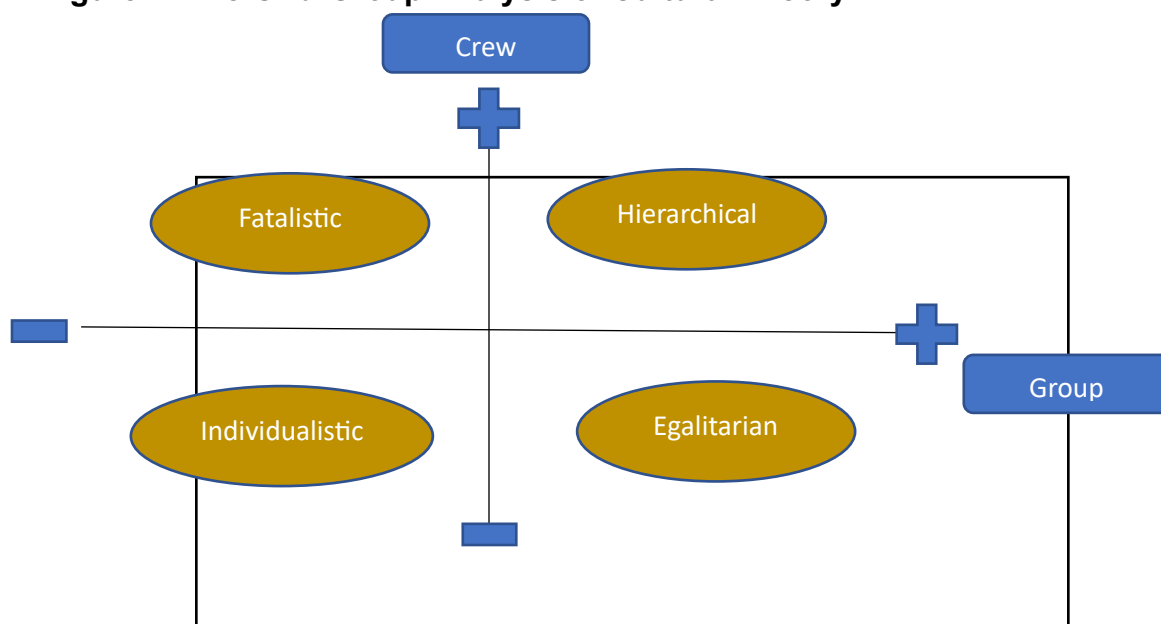 Crew
Fatalistic
Hierarchical
Group
Individualistic
Egalitarian